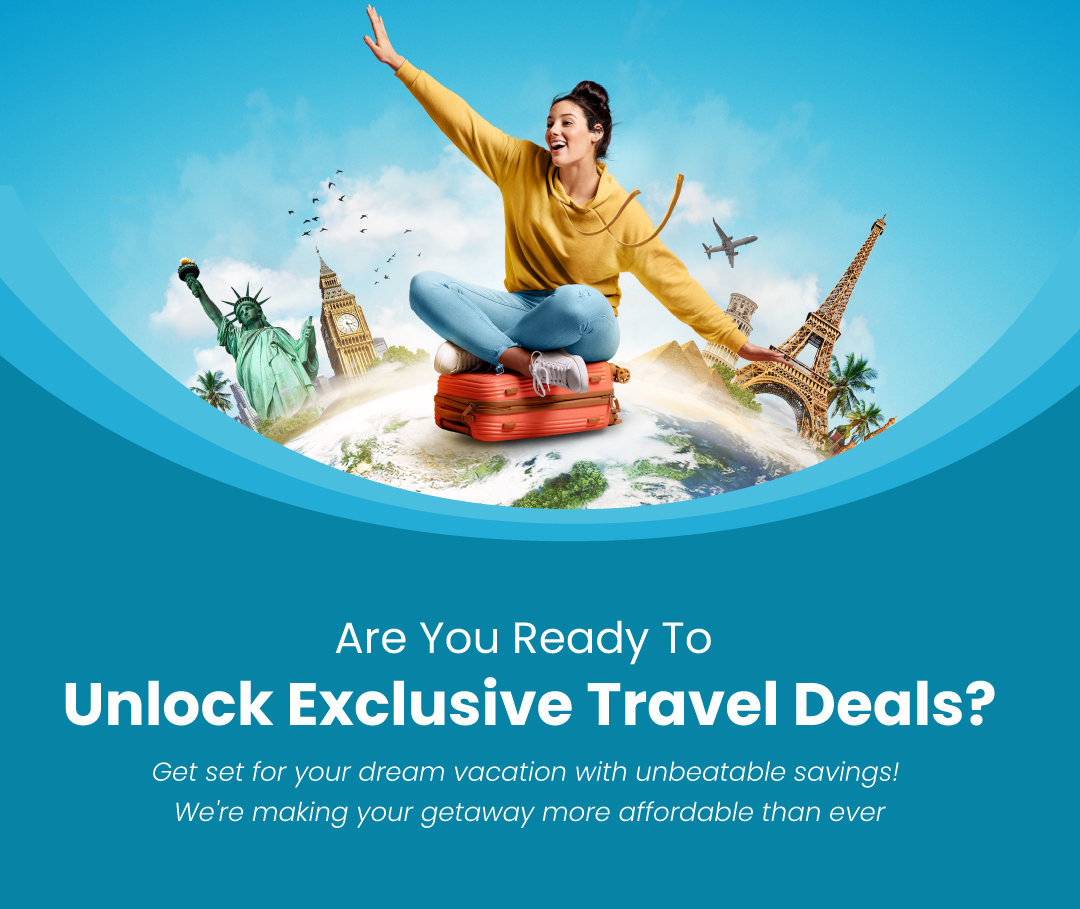 Are You Ready To
Unlock Exclusive Travel Deals?
Get set for your dream vacation with unbeatable savings!
We're making your getaway more affordable than ever